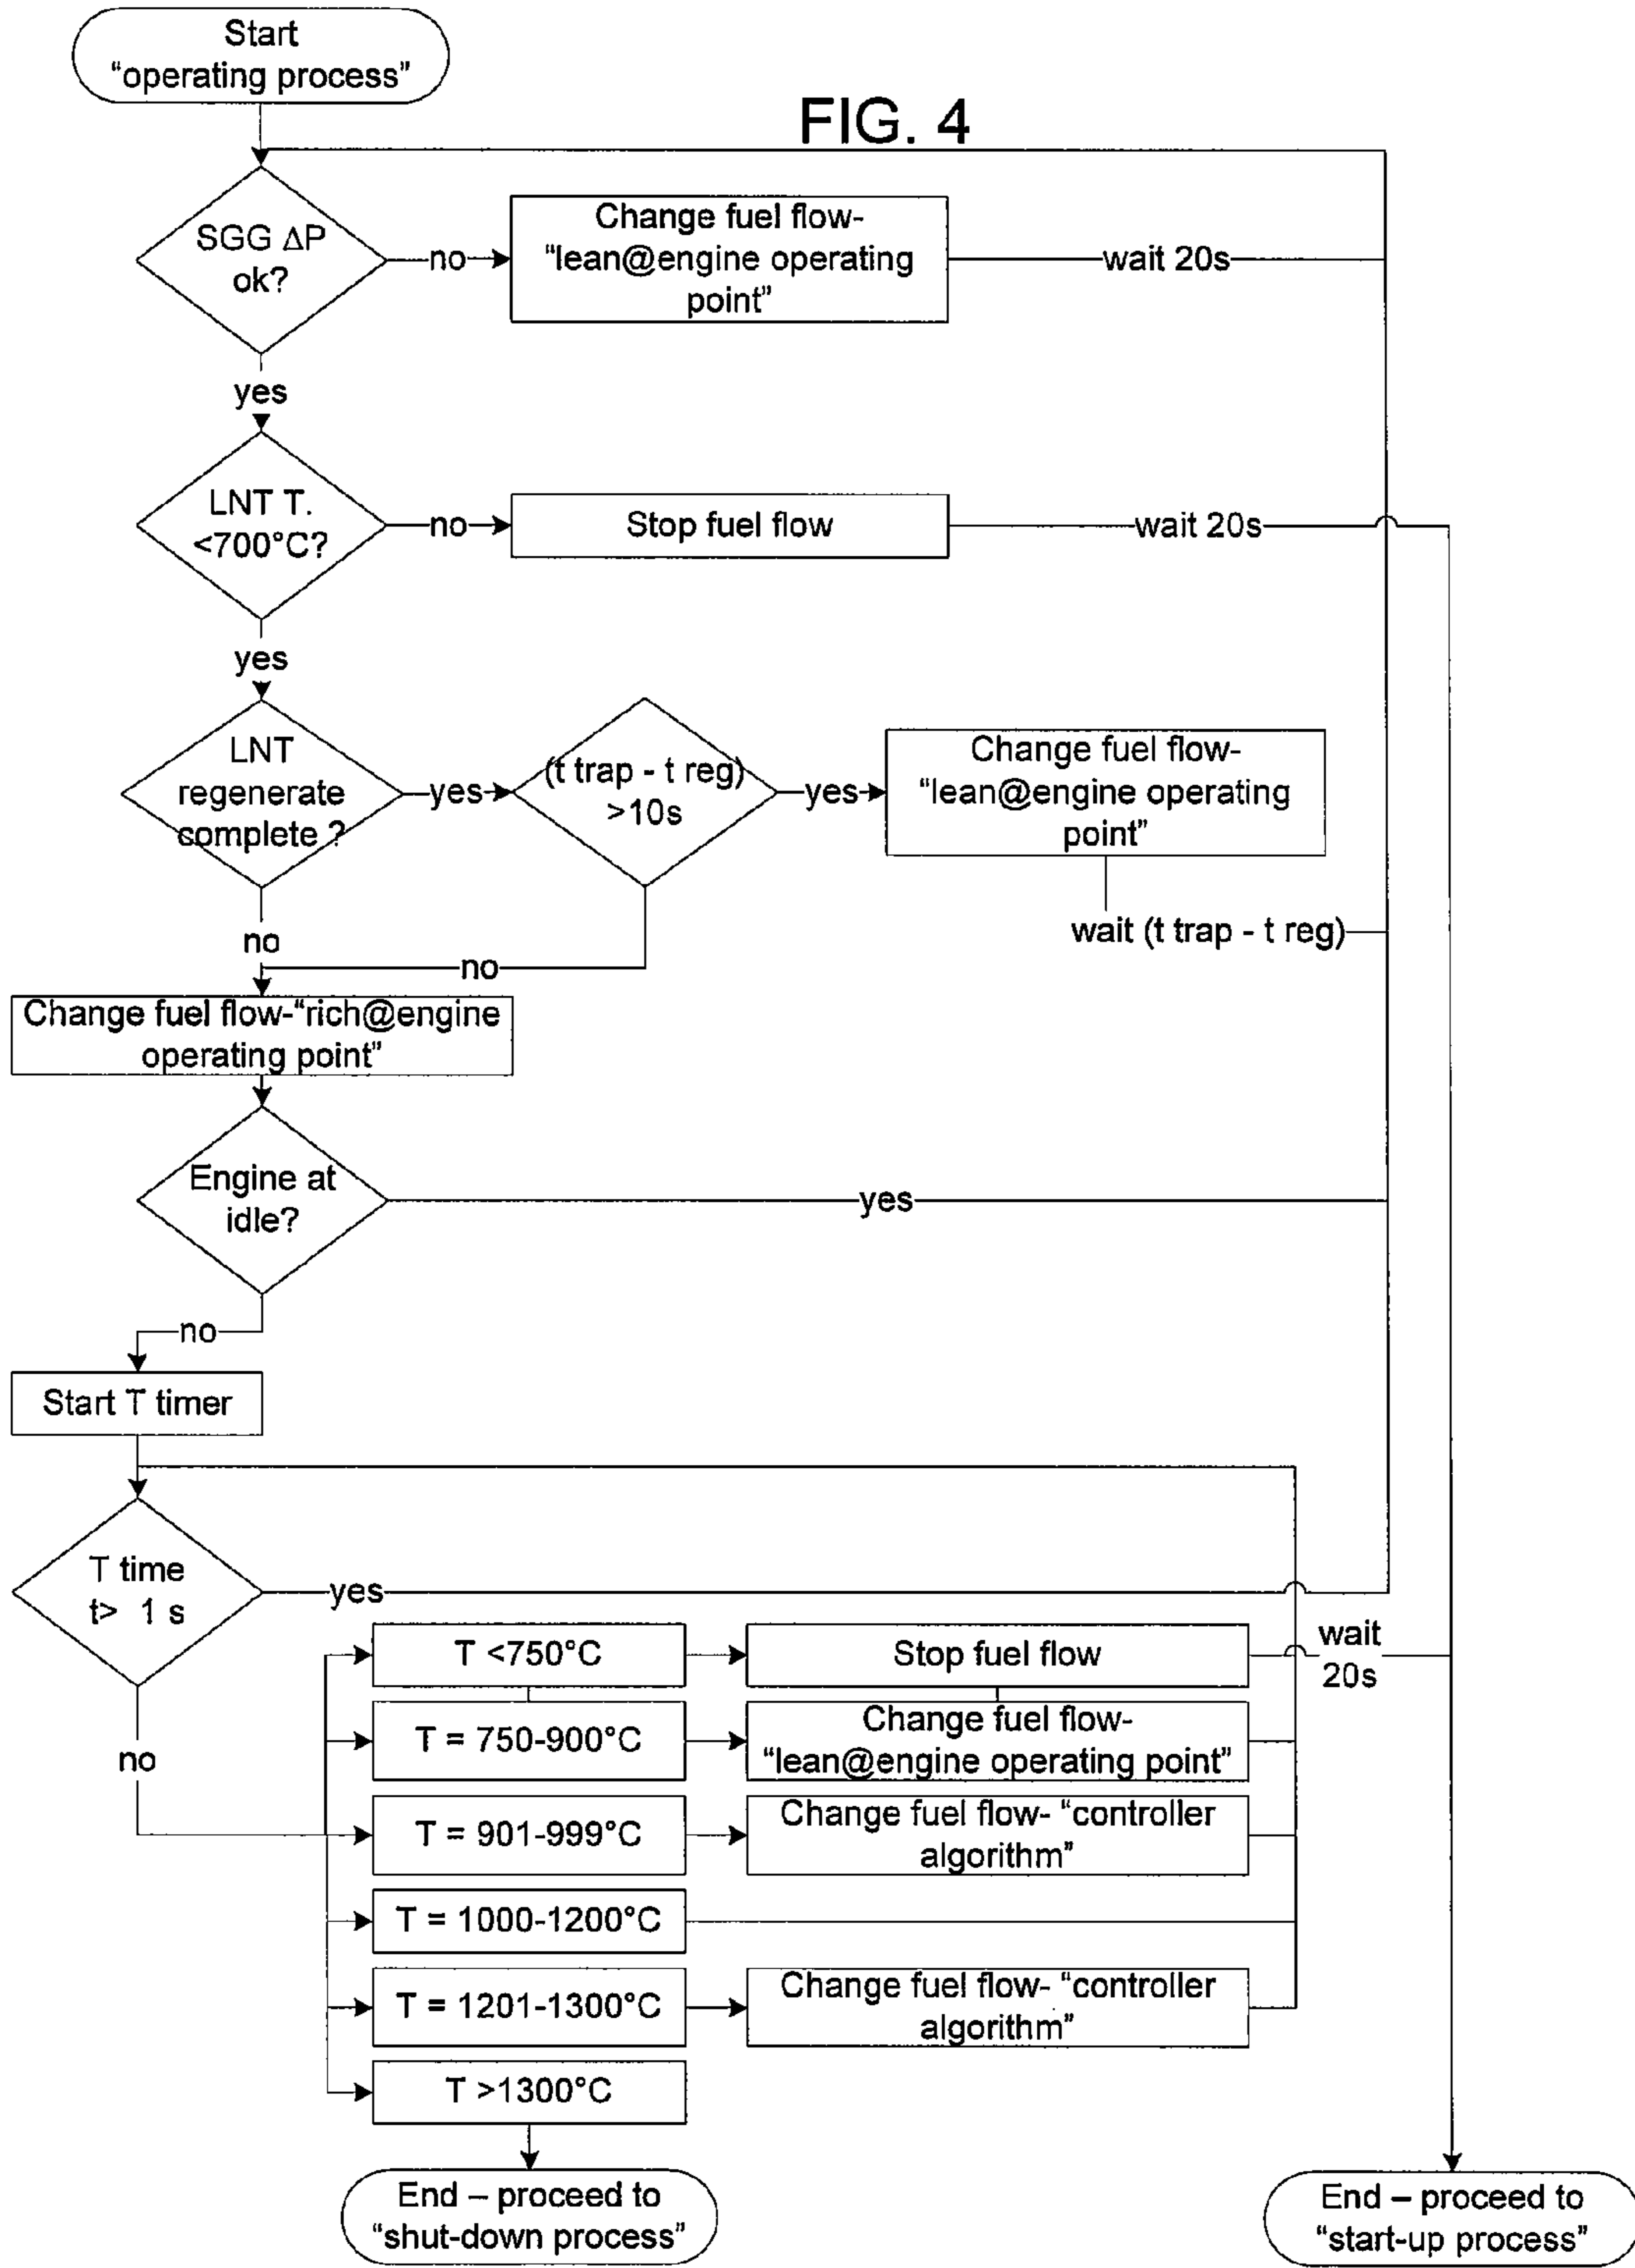 Start
“operating process”
FIG. 4
SGG ΔP
ok?
no
Change fuel flow-
“lean@engine operating
point”
wait 20s
yes
LNT T.
<700°C?
no
Stop fuel flow
wait 20s
yes
LNT
regenerate
complete ?
yes
(t trap - t reg)
>10s
yes
Change fuel flow-
“lean@engine operating
point”
wait (t trap - t reg)
no
no
Change fuel flow-“rich@engine
operating point”
Engine at
idle?
yes
no
Start T timer
T time
t> 1 s
yes
no
T <750°C
Stop fuel flow
wait
20s
T = 750-900°C
Change fuel flow-
“lean@engine operating point”
T = 901-999°C
Change fuel flow- “controller
algorithm”
T = 1000-1200°C
T = 1201-1300°C
Change fuel flow- “controller
algorithm”
T >1300°C
End – proceed to
“shut-down process”
End – proceed to
“start-up process”